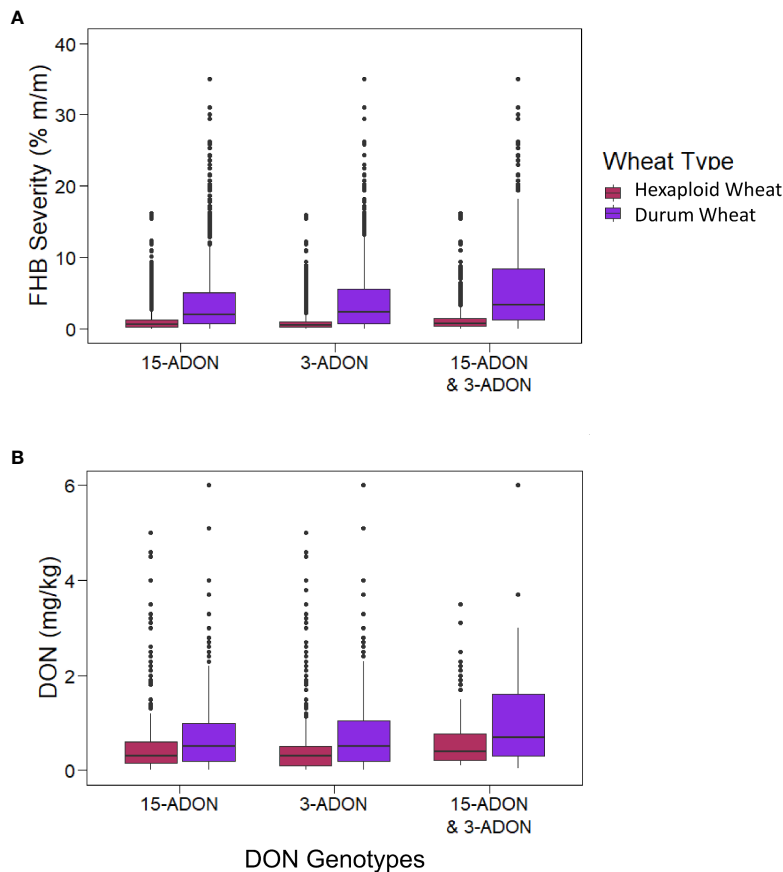 A
FHB Severity (% m/m)
40
30
20
10
0
15-ADON
3-ADON
15-ADON
& 3-ADON
Wheat Type
Hexaploid Wheat
Durum Wheat
B
DON (mg/kg)
6
4
2
0
15-ADON
3-ADON
15-ADON
& 3-ADON
DON Genotypes